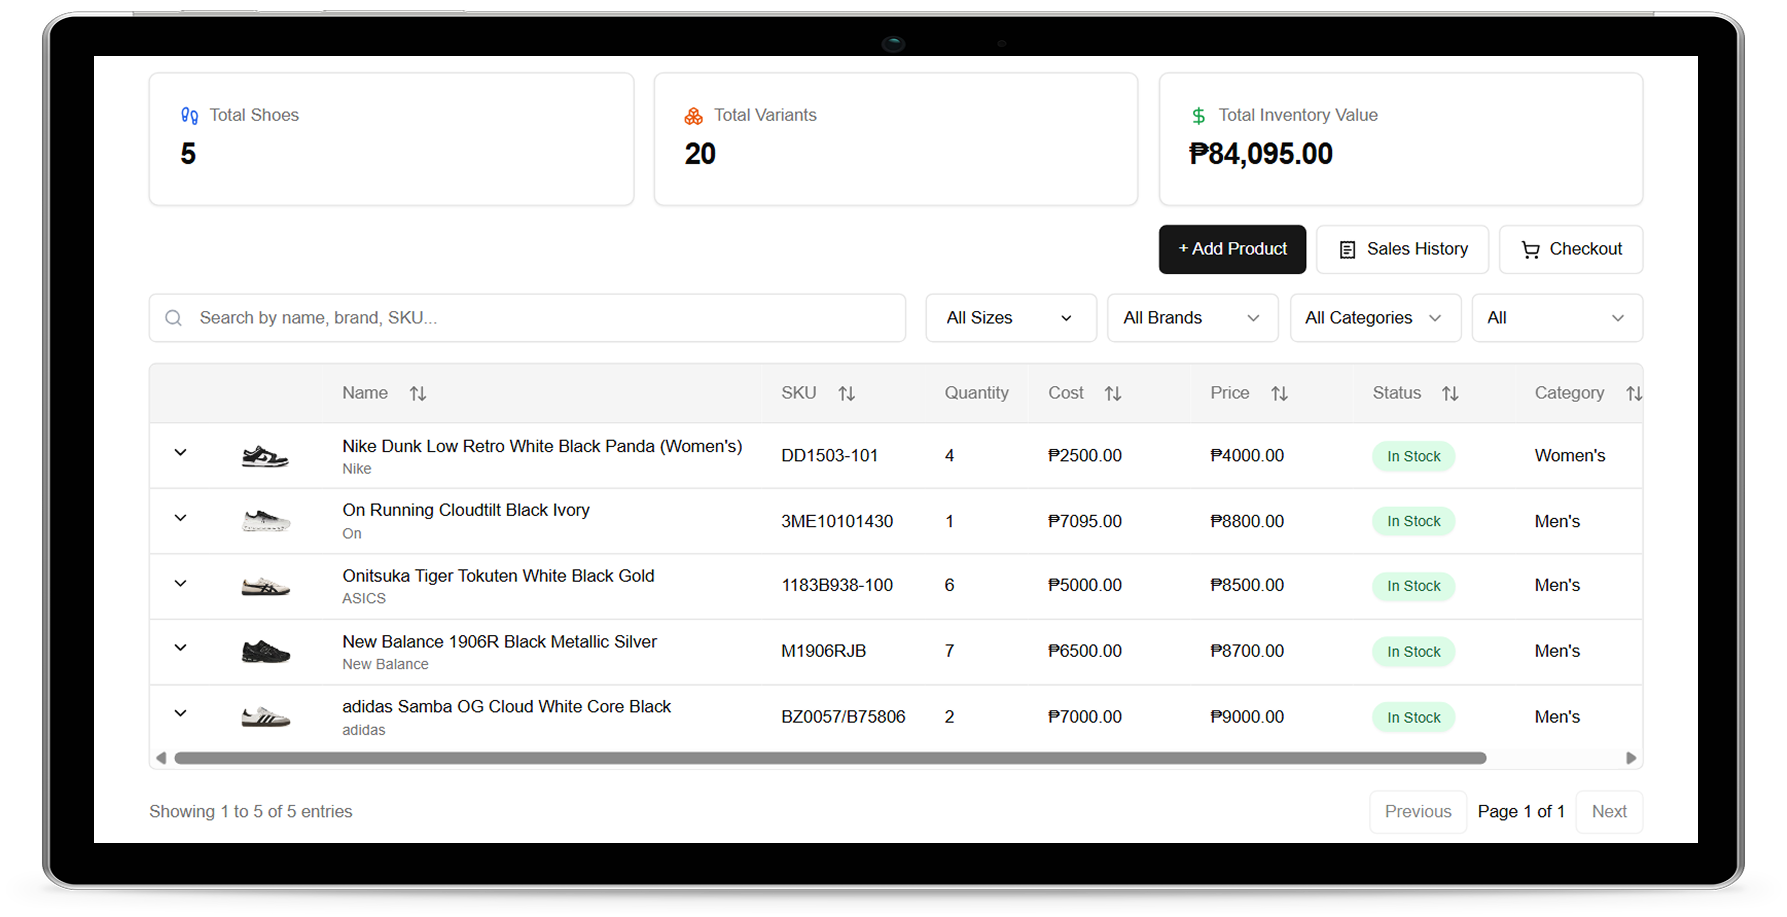 Total Shoes
5
Total Variants
20
$ Total Inventory Value
₱84,095.00
+ Add Product
Sales History
Checkout
Search by name, brand, SKU...
All Sizes
All Brands
All Categories
All
Name SKU Quantity Cost Price Status Category
Nike Dunk Low Retro White Black Panda (Women's)
Nike
DD1503-101 4 ₱2500.00 ₱4000.00 In Stock Women's
On Running Cloudtilt Black Ivory
On
3ME10101430 1 ₱7095.00 ₱8800.00 In Stock Men's
Onitsuka Tiger Tokuten White Black Gold
ASICS
1183B938-100 6 ₱5000.00 ₱8500.00 In Stock Men's
New Balance 1906R Black Metallic Silver
New Balance
M1906RJB 7 ₱6500.00 ₱8700.00 In Stock Men's
adidas Samba OG Cloud White Core Black
adidas
BZ0057/B75806 2 ₱7000.00 ₱9000.00 In Stock Men's
Showing 1 to 5 of 5 entries
Previous Page 1 of 1 Next